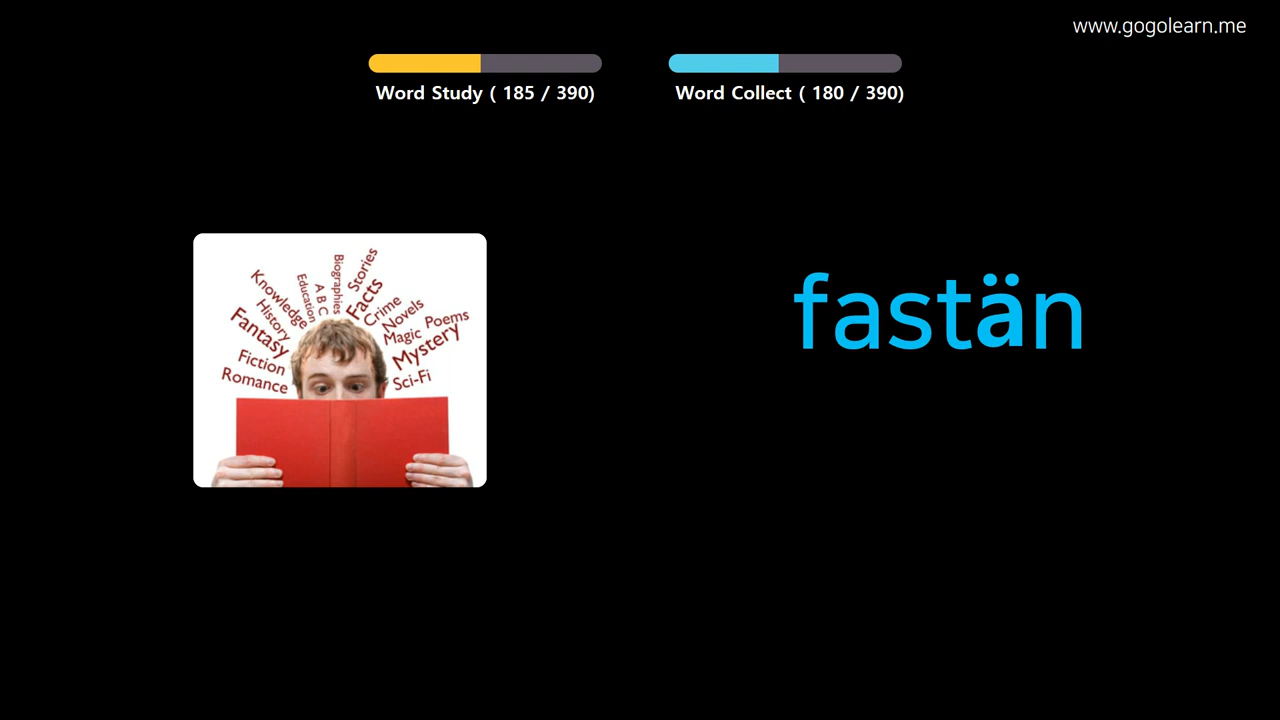 www.gogolearn.me
Word Study ( 185 / 390)
Word Collect ( 180 / 390)
fastän
Knowledge
History
Fantasy
Fiction
Romance
Education
A B C
Biographies
Stories
Facts
Crime
Novels
Magic
Poems
Mystery
Sci-Fi